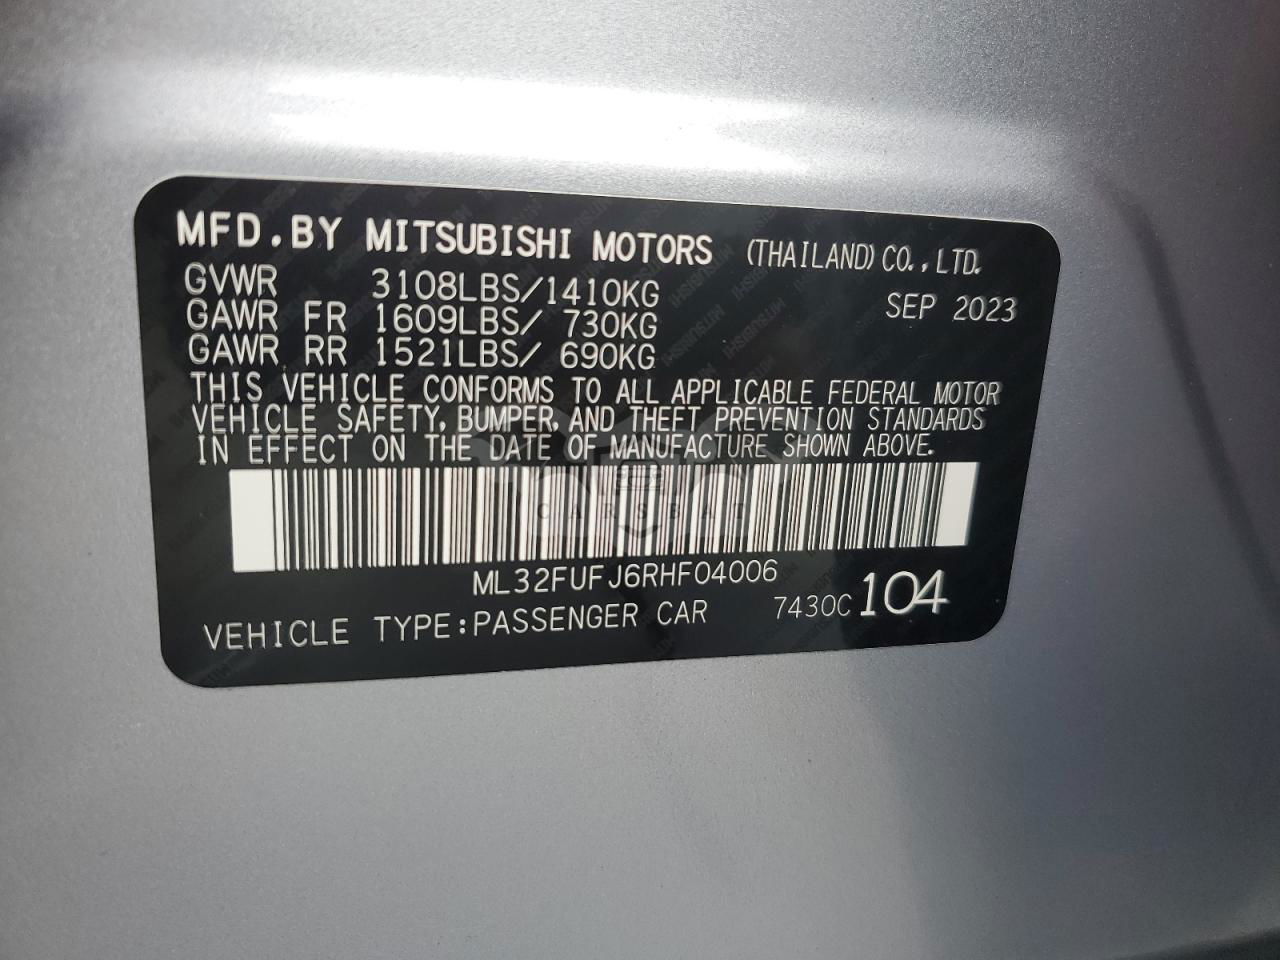 MFD.BY MITSUBISHI MOTORS (THAILAND) CO.,LTD.
GVWR 3108LBS/1410KG SEP 2023
GAWR FR 1609LBS/ 730KG
GAWR RR 1521LBS/ 690KG
THIS VEHICLE CONFORMS TO ALL APPLICABLE FEDERAL MOTOR
VEHICLE SAFETY, BUMPER, AND THEFT PREVENTION STANDARDS
IN EFFECT ON THE DATE OF MANUFACTURE SHOWN ABOVE.
CARSBAD
ML32FUFJ6RHF04006
7430C 104
VEHICLE TYPE:PASSENGER CAR